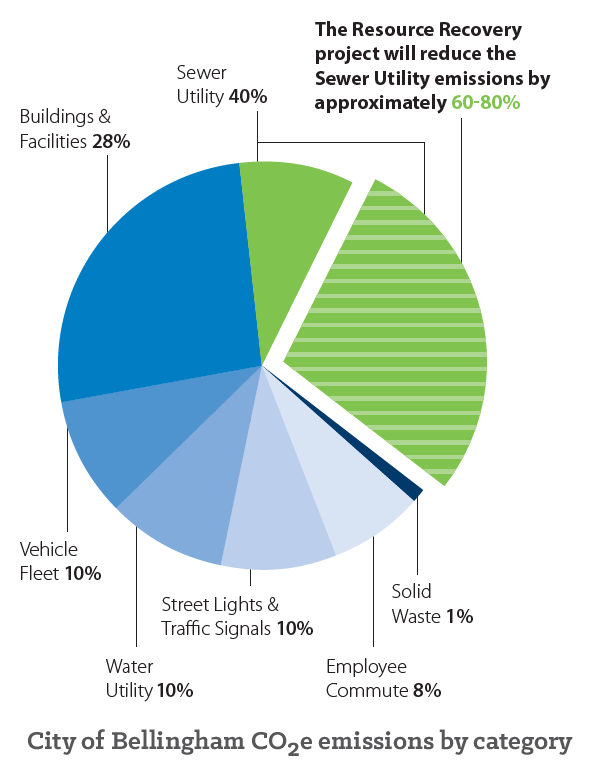 The Resource Recovery
project will reduce the
Sewer Utility emissions by
approximately 60-80%
Sewer
Utility 40%
Buildings &
Facilities 28%
Vehicle
Fleet 10%
Solid
Waste 1%
Street Lights &
Traffic Signals 10%
Water
Utility 10%
Employee
Commute 8%
City of Bellingham CO2e emissions by category